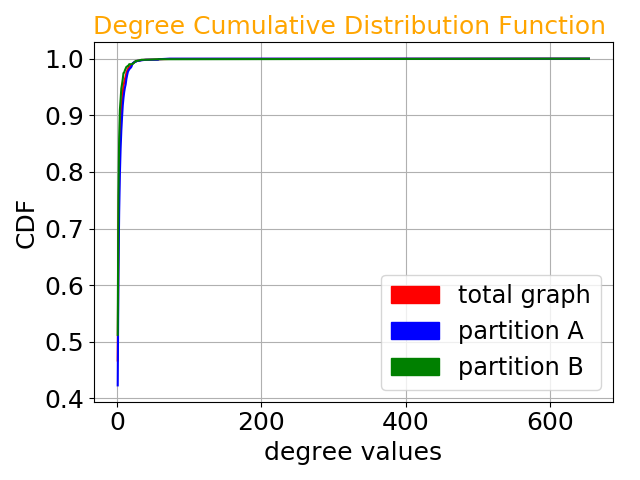 Degree Cumulative Distribution Function
1.0
0.9
0.8
0.7
0.6
0.5
0.4
CDF
0 200 400 600
degree values
total graph
partition A
partition B